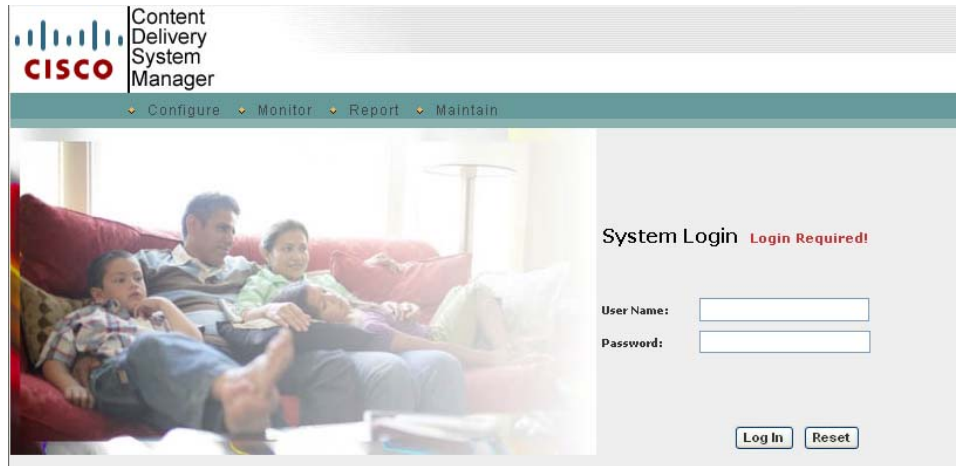 Content
Delivery
System
Manager
CISCO
Configure Monitor Report Maintain
System Login Login Required!
User Name:
Password:
Log In Reset